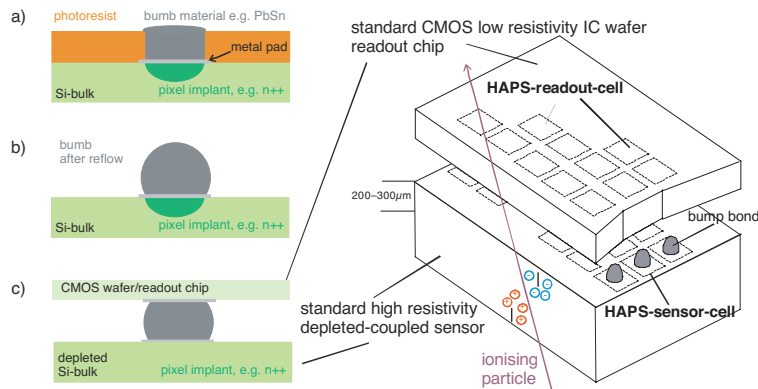 a)
photoresist
bumb material e.g. PbSn
metal pad
Si-bulk
pixel implant, e.g. n++
b)
bumb
after reflow
Si-bulk
pixel implant, e.g. n++
c)
CMOS wafer/readout chip
depleted
Si-bulk
pixel implant, e.g. n++
standard CMOS low resistivity IC wafer
readout chip
HAPS-readout-cell
200–300µm
bump bond
HAPS-sensor-cell
standard high resistivity
depleted-coupled sensor
ionising
particle